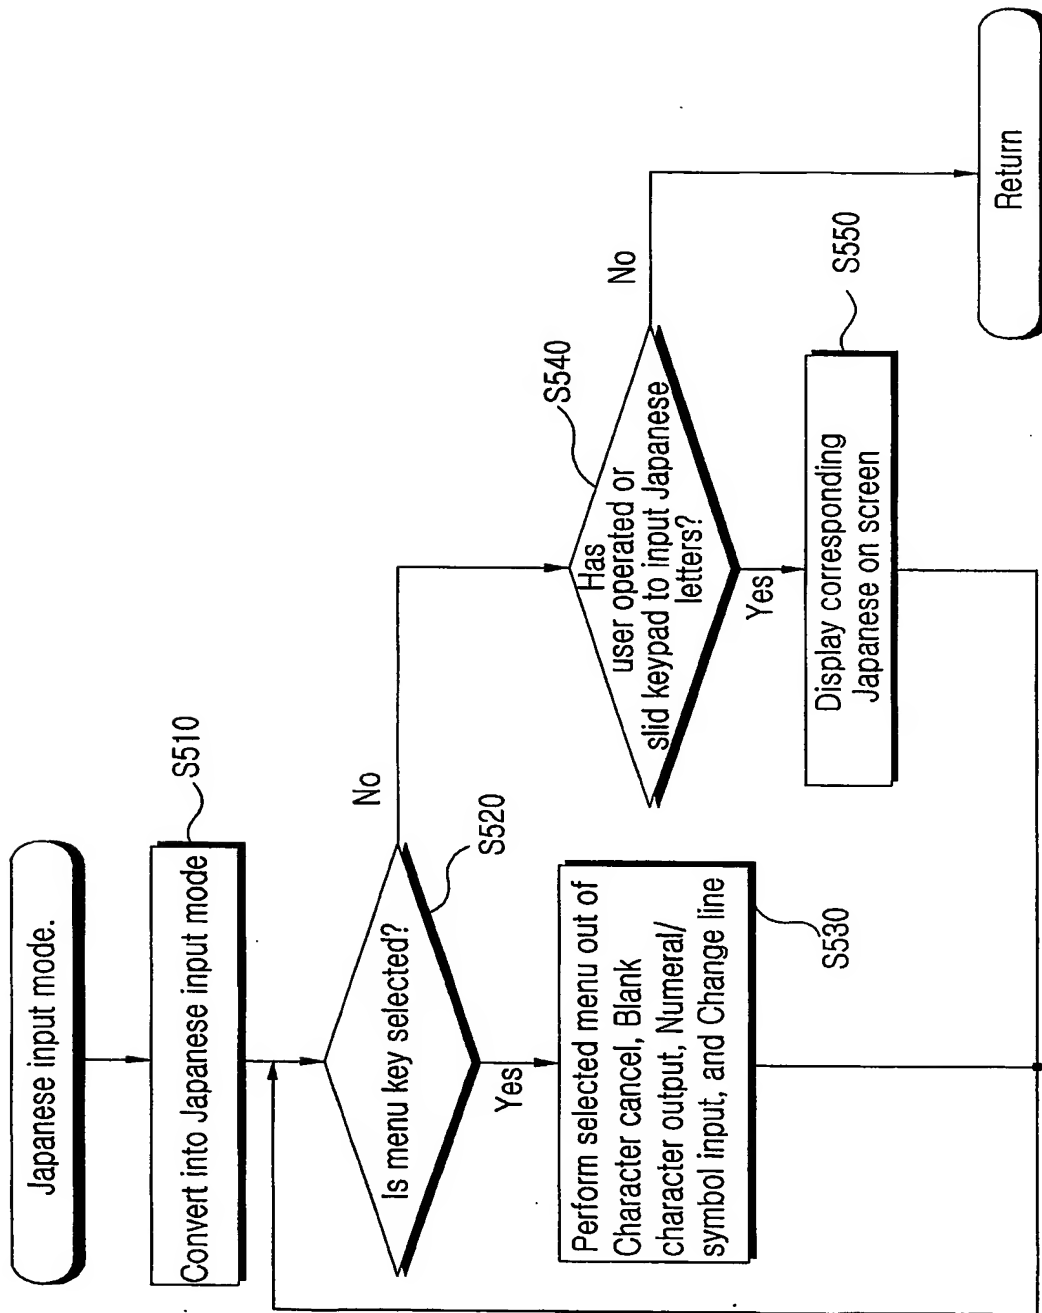 Japanese input mode.
Convert into Japanese input mode
S510
Is menu key selected?
S520
No
Yes
Perform selected menu out of
Character cancel, Blank
character output, Numeral/
symbol input, and Change line
S530
Has
user operated or
slid keypad to input Japanese
letters?
S540
No
Yes
Display corresponding
Japanese on screen
S550
Return